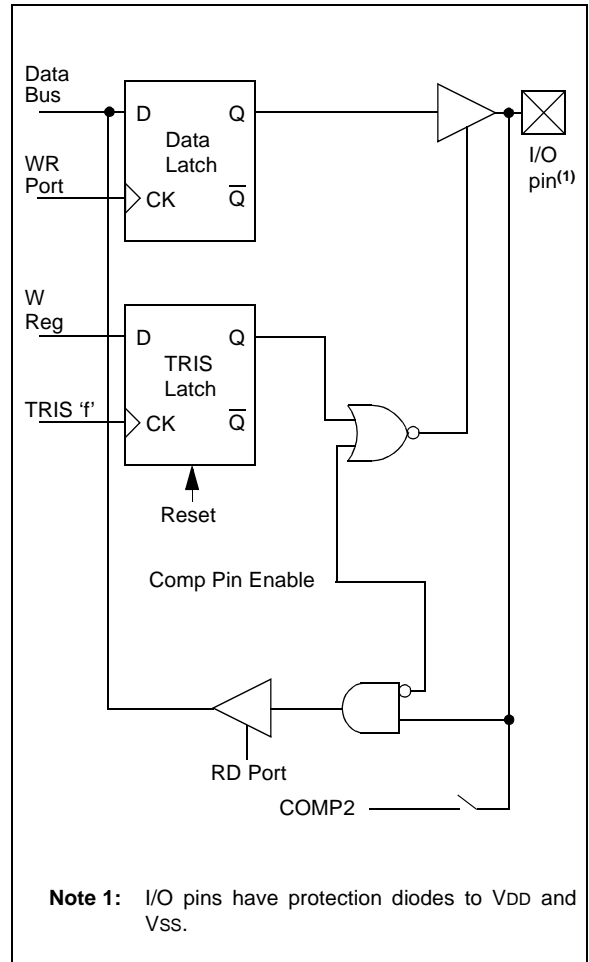 Data
Bus
D
Q
Data
Latch
WR
Port
CK
Q
I/O
pin(1)
W
Reg
D
Q
TRIS
Latch
TRIS 'f'
CK
Q
Reset
Comp Pin Enable
RD Port
COMP2
Note 1: I/O pins have protection diodes to VDD and
VSS.